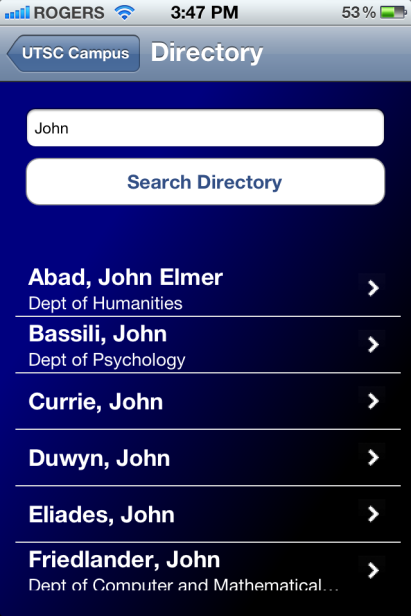 ROGERS 3:47 PM 53 %
UTSC Campus Directory
John
Search Directory
Abad, John Elmer
Dept of Humanities
Bassili, John
Dept of Psychology
Currie, John
Duwyn, John
Eliades, John
Friedlander, John
Dept of Computer and Mathematical...